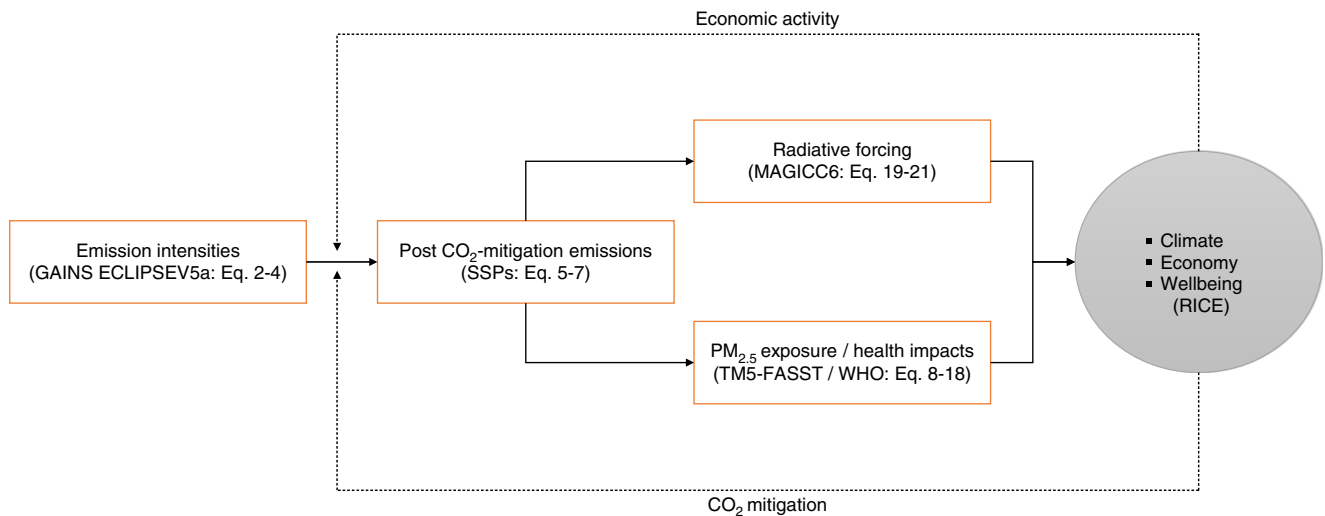 Economic activity
Radiative forcing
(MAGICC6: Eq. 19-21)
Emission intensities
(GAINS ECLIPSEV5a: Eq. 2-4)
Post CO₂-mitigation emissions
(SSPs: Eq. 5-7)
▪ Climate
▪ Economy
▪ Wellbeing
(RICE)
PM₂.₅ exposure / health impacts
(TM5-FASST / WHO: Eq. 8-18)
CO₂ mitigation